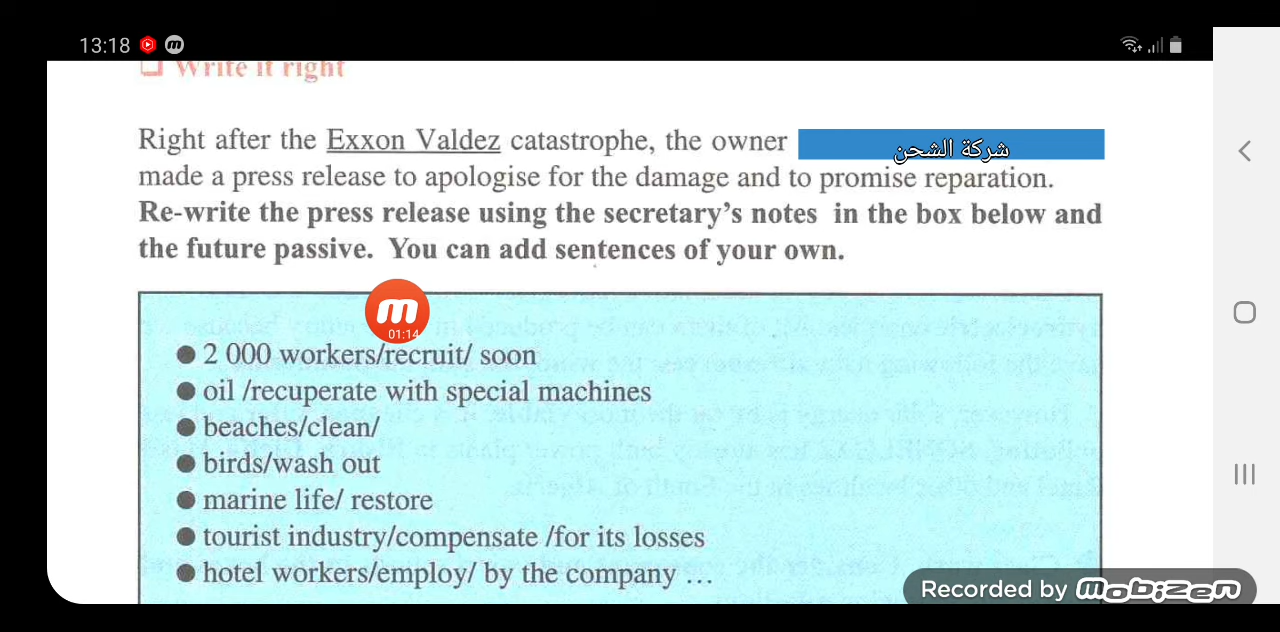 13:18
Write it right
Right after the Exxon Valdez catastrophe, the owner شركة الشحن
made a press release to apologise for the damage and to promise reparation.
Re-write the press release using the secretary's notes in the box below and
the future passive. You can add sentences of your own.
m
01:14
● 2 000 workers/recruit/ soon
● oil /recuperate with special machines
● beaches/clean/
● birds/wash out
● marine life/ restore
● tourist industry/compensate /for its losses
● hotel workers/employ/ by the company ...
Recorded by mobizen